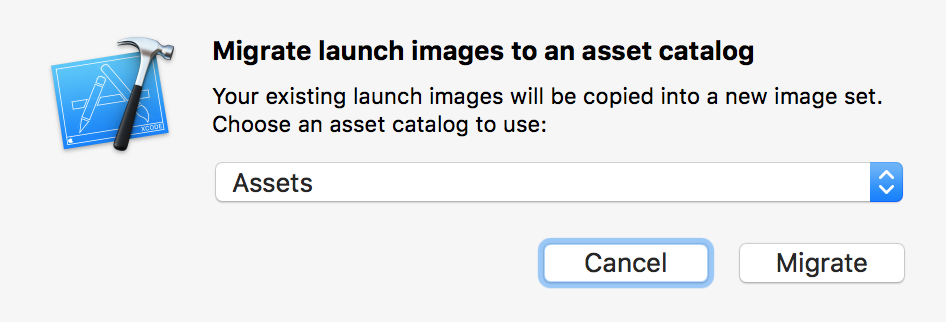 Migrate launch images to an asset catalog
Your existing launch images will be copied into a new image set.
Choose an asset catalog to use:
XCODE
Assets
Cancel
Migrate